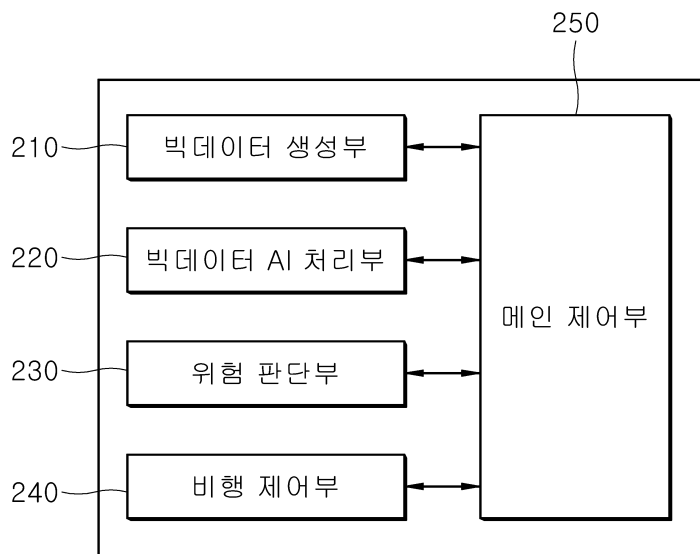 250
210
빅데이터 생성부
220
빅데이터 AI 처리부
메인 제어부
230
위험 판단부
240
비행 제어부